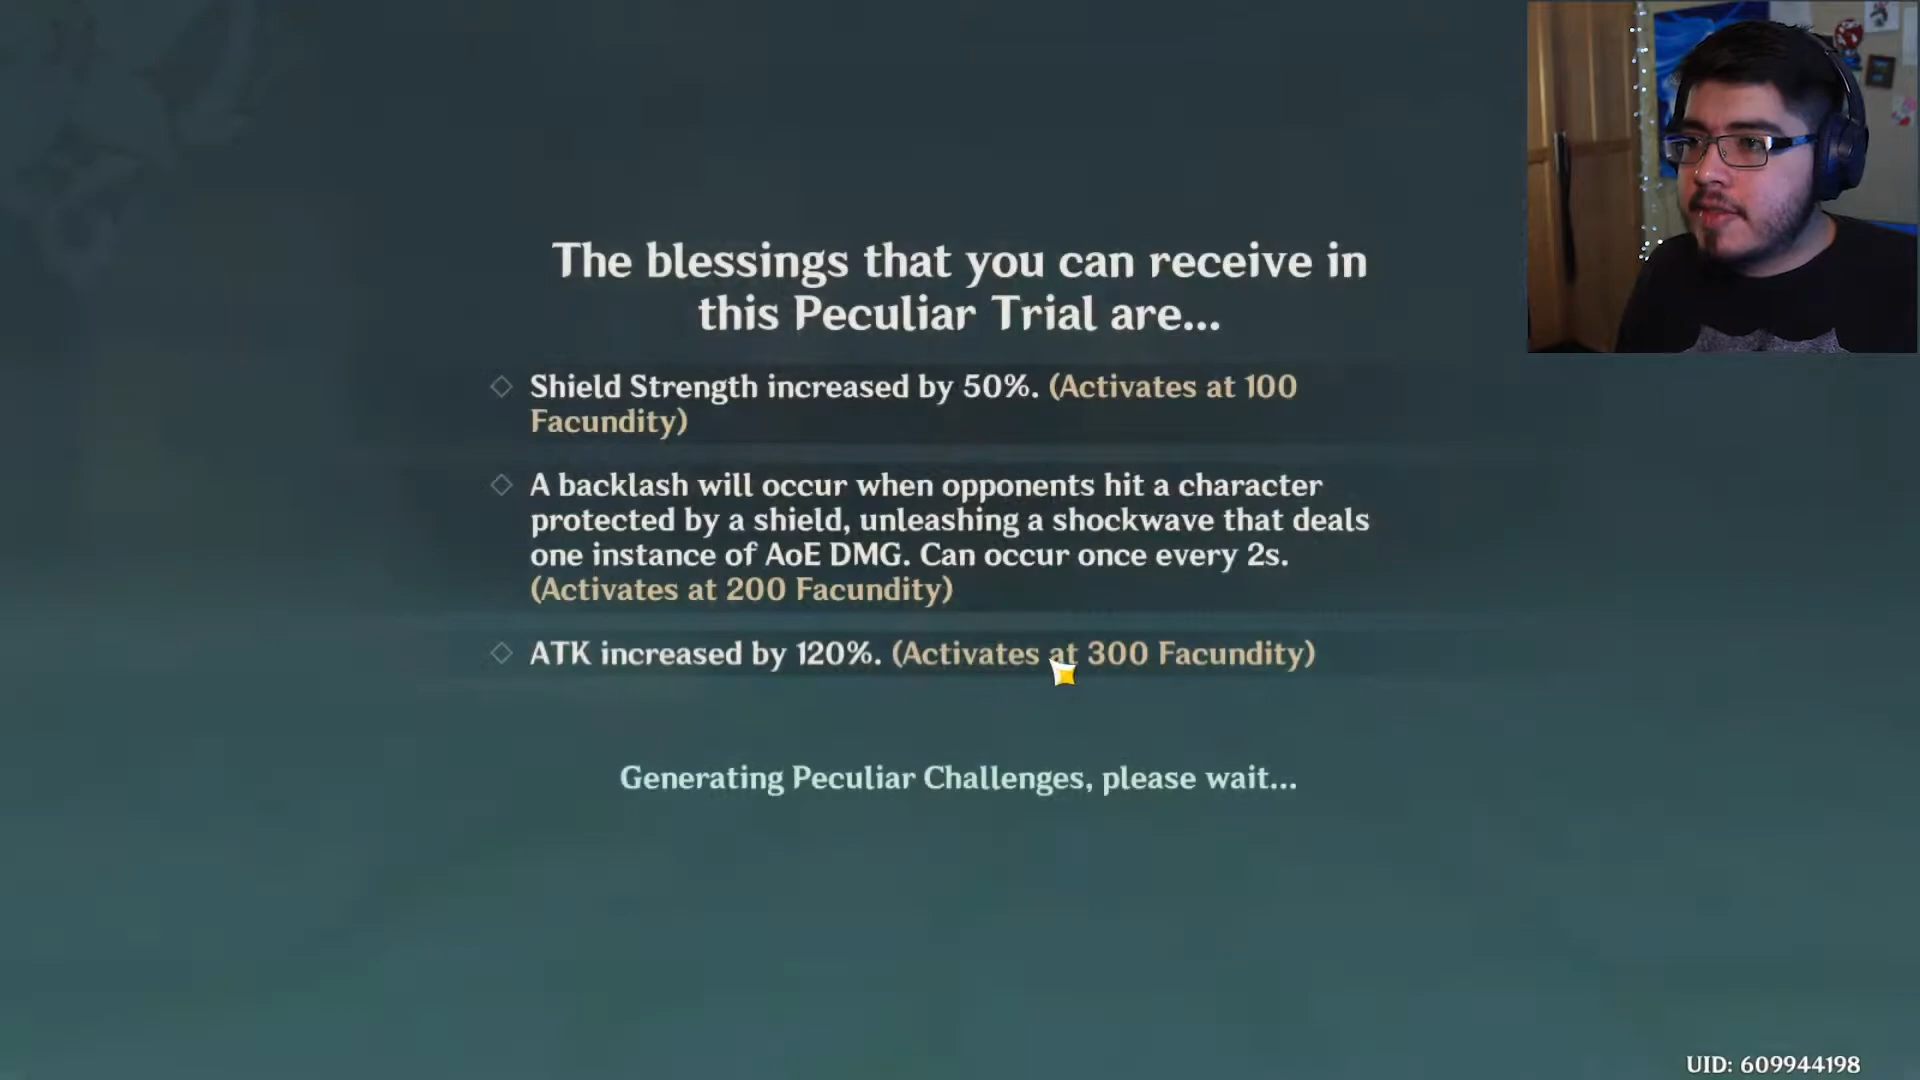 The blessings that you can receive in
this Peculiar Trial are...
Shield Strength increased by 50%. (Activates at 100
Facundity)
A backlash will occur when opponents hit a character
protected by a shield, unleashing a shockwave that deals
one instance of AoE DMG. Can occur once every 2s.
(Activates at 200 Facundity)
ATK increased by 120%. (Activates at 300 Facundity)
Generating Peculiar Challenges, please wait...
UID: 609944198